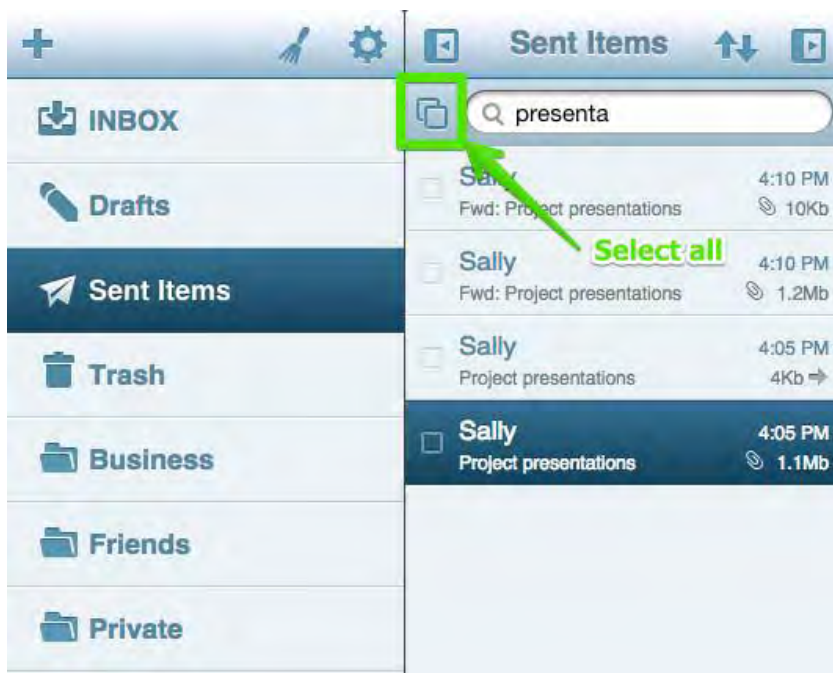 Sent Items
INBOX
Drafts
Sent Items
Trash
Business
Friends
Private
presenta
Sally 4:10 PM
Fwd: Project presentations 10Kb
Select all
Sally 4:10 PM
Fwd: Project presentations 1.2Mb
Sally 4:05 PM
Project presentations 4Kb
Sally 4:05 PM
Project presentations 1.1Mb